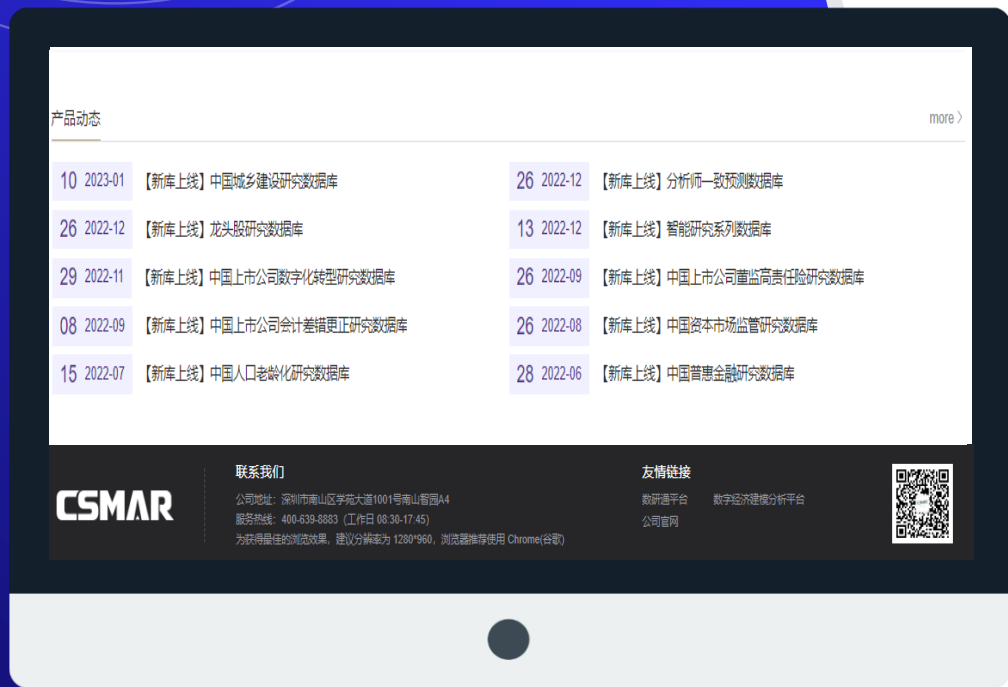 产品动态
more 〉
10 2023-01 【新库上线】中国城乡建设研究数据库
26 2022-12 【新库上线】分析师一致预测数据库
26 2022-12 【新库上线】龙头股研究数据库
13 2022-12 【新库上线】智能研究系列数据库
29 2022-11 【新库上线】中国上市公司数字化转型研究数据库
26 2022-09 【新库上线】中国上市公司董监高责任险研究数据库
08 2022-09 【新库上线】中国上市公司会计差错更正研究数据库
26 2022-08 【新库上线】中国资本市场监管研究数据库
15 2022-07 【新库上线】中国人口老龄化研究数据库
28 2022-06 【新库上线】中国普惠金融研究数据库
CSMAR
联系我们
公司地址：深圳市南山区学苑大道1001号南山智园A4
服务热线：400-639-8883（工作日 08:30-17:45）
为获得最佳的浏览效果，建议分辨率为 1280*960，浏览器推荐使用 Chrome(谷歌)
友情链接
数研通平台 数字经济建模分析平台
公司官网